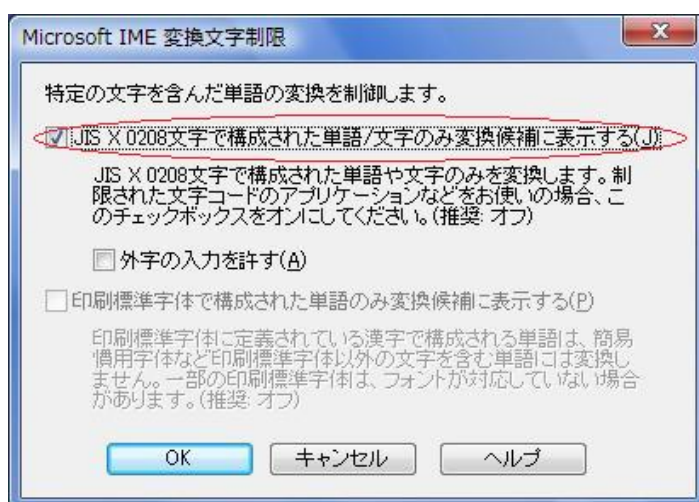 Microsoft IME 変換文字制限
特定の文字を含んだ単語の変換を制御します。
JIS X 0208文字で構成された単語/文字のみ変換候補に表示する(J)
JIS X 0208文字で構成された単語や文字のみを変換します。制
限された文字コードのアプリケーションなどをお使いの場合、こ
のチェックボックスをオンにしてください。(推奨: オフ)
外字の入力を許す(A)
印刷標準字体で構成された単語のみ変換候補に表示する(P)
印刷標準字体に定義されている漢字で構成される単語は、簡易
慣用字体など印刷標準字体以外の文字を含む単語には変換し
ません。一部の印刷標準字体は、フォントが対応していない場合
があります。(推奨: オフ)
OK キャンセル ヘルプ